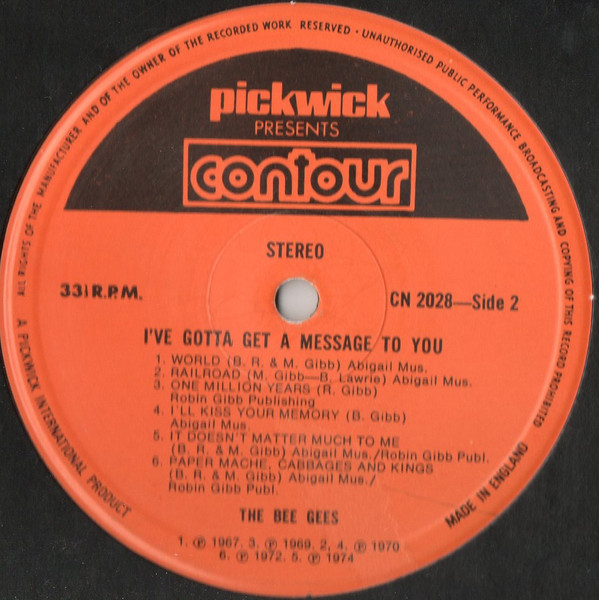 ALL RIGHTS OF THE MANUFACTURER AND OF THE OWNER OF THE RECORDED WORK RESERVED · UNAUTHORISED PUBLIC PERFORMANCE BROADCASTING AND COPYING OF THIS RECORD PROHIBITED
pickwick
PRESENTS
contour
STEREO
33⅓ R.P.M.
CN 2028—Side 2
I'VE GOTTA GET A MESSAGE TO YOU
1. WORLD (B. R. & M. Gibb) Abigail Mus.
2. RAILROAD (M. Gibb—B. Lawrie) Abigail Mus.
3. ONE MILLION YEARS (R. Gibb)
Robin Gibb Publishing
4. I'LL KISS YOUR MEMORY (B. Gibb)
Abigail Mus.
5. IT DOESN'T MATTER MUCH TO ME
(B. R. & M. Gibb) Abigail Mus./Robin Gibb Publ.
6. PAPER MACHE, CABBAGES AND KINGS
(B. R. & M. Gibb) Abigail Mus./
Robin Gibb Publ.
THE BEE GEES
1. ℗ 1967. 3. ℗ 1969. 2, 4. ℗ 1970
6. ℗ 1972. 5. ℗ 1974
A PICKWICK INTERNATIONAL PRODUCT
MADE IN ENGLAND